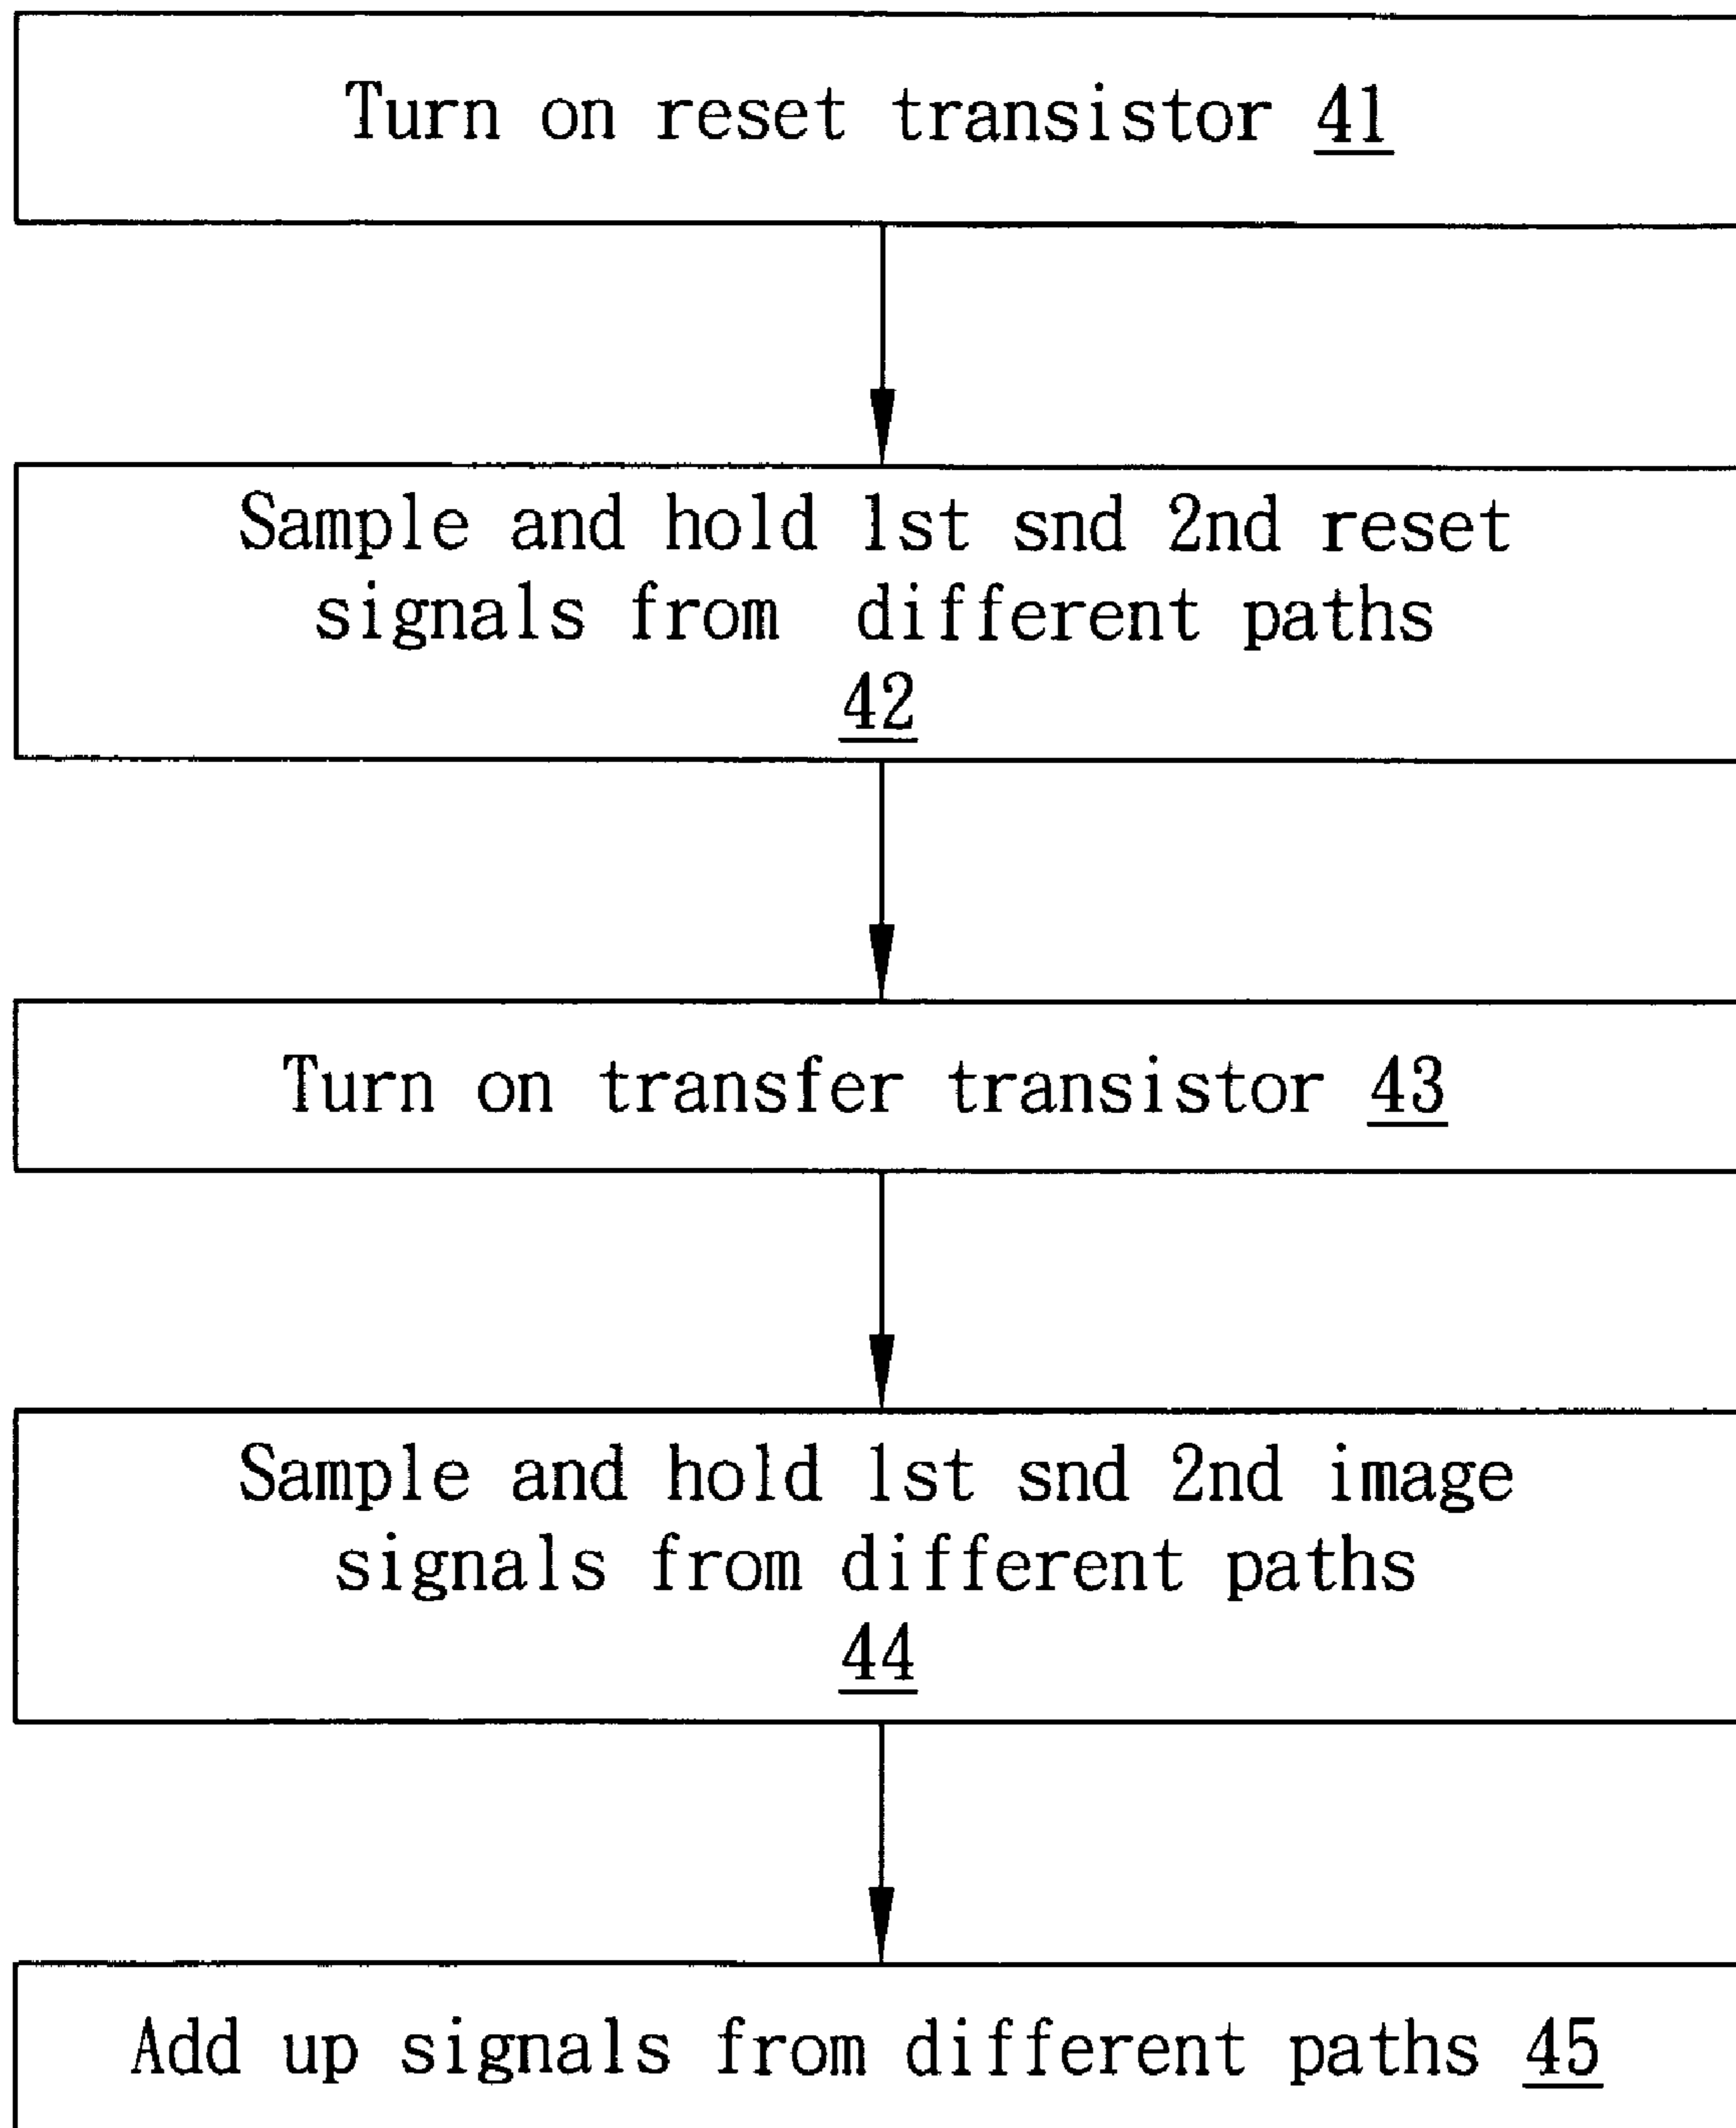 Turn on reset transistor 41
Sample and hold 1st snd 2nd reset
signals from different paths
42
Turn on transfer transistor 43
Sample and hold 1st snd 2nd image
signals from different paths
44
Add up signals from different paths 45